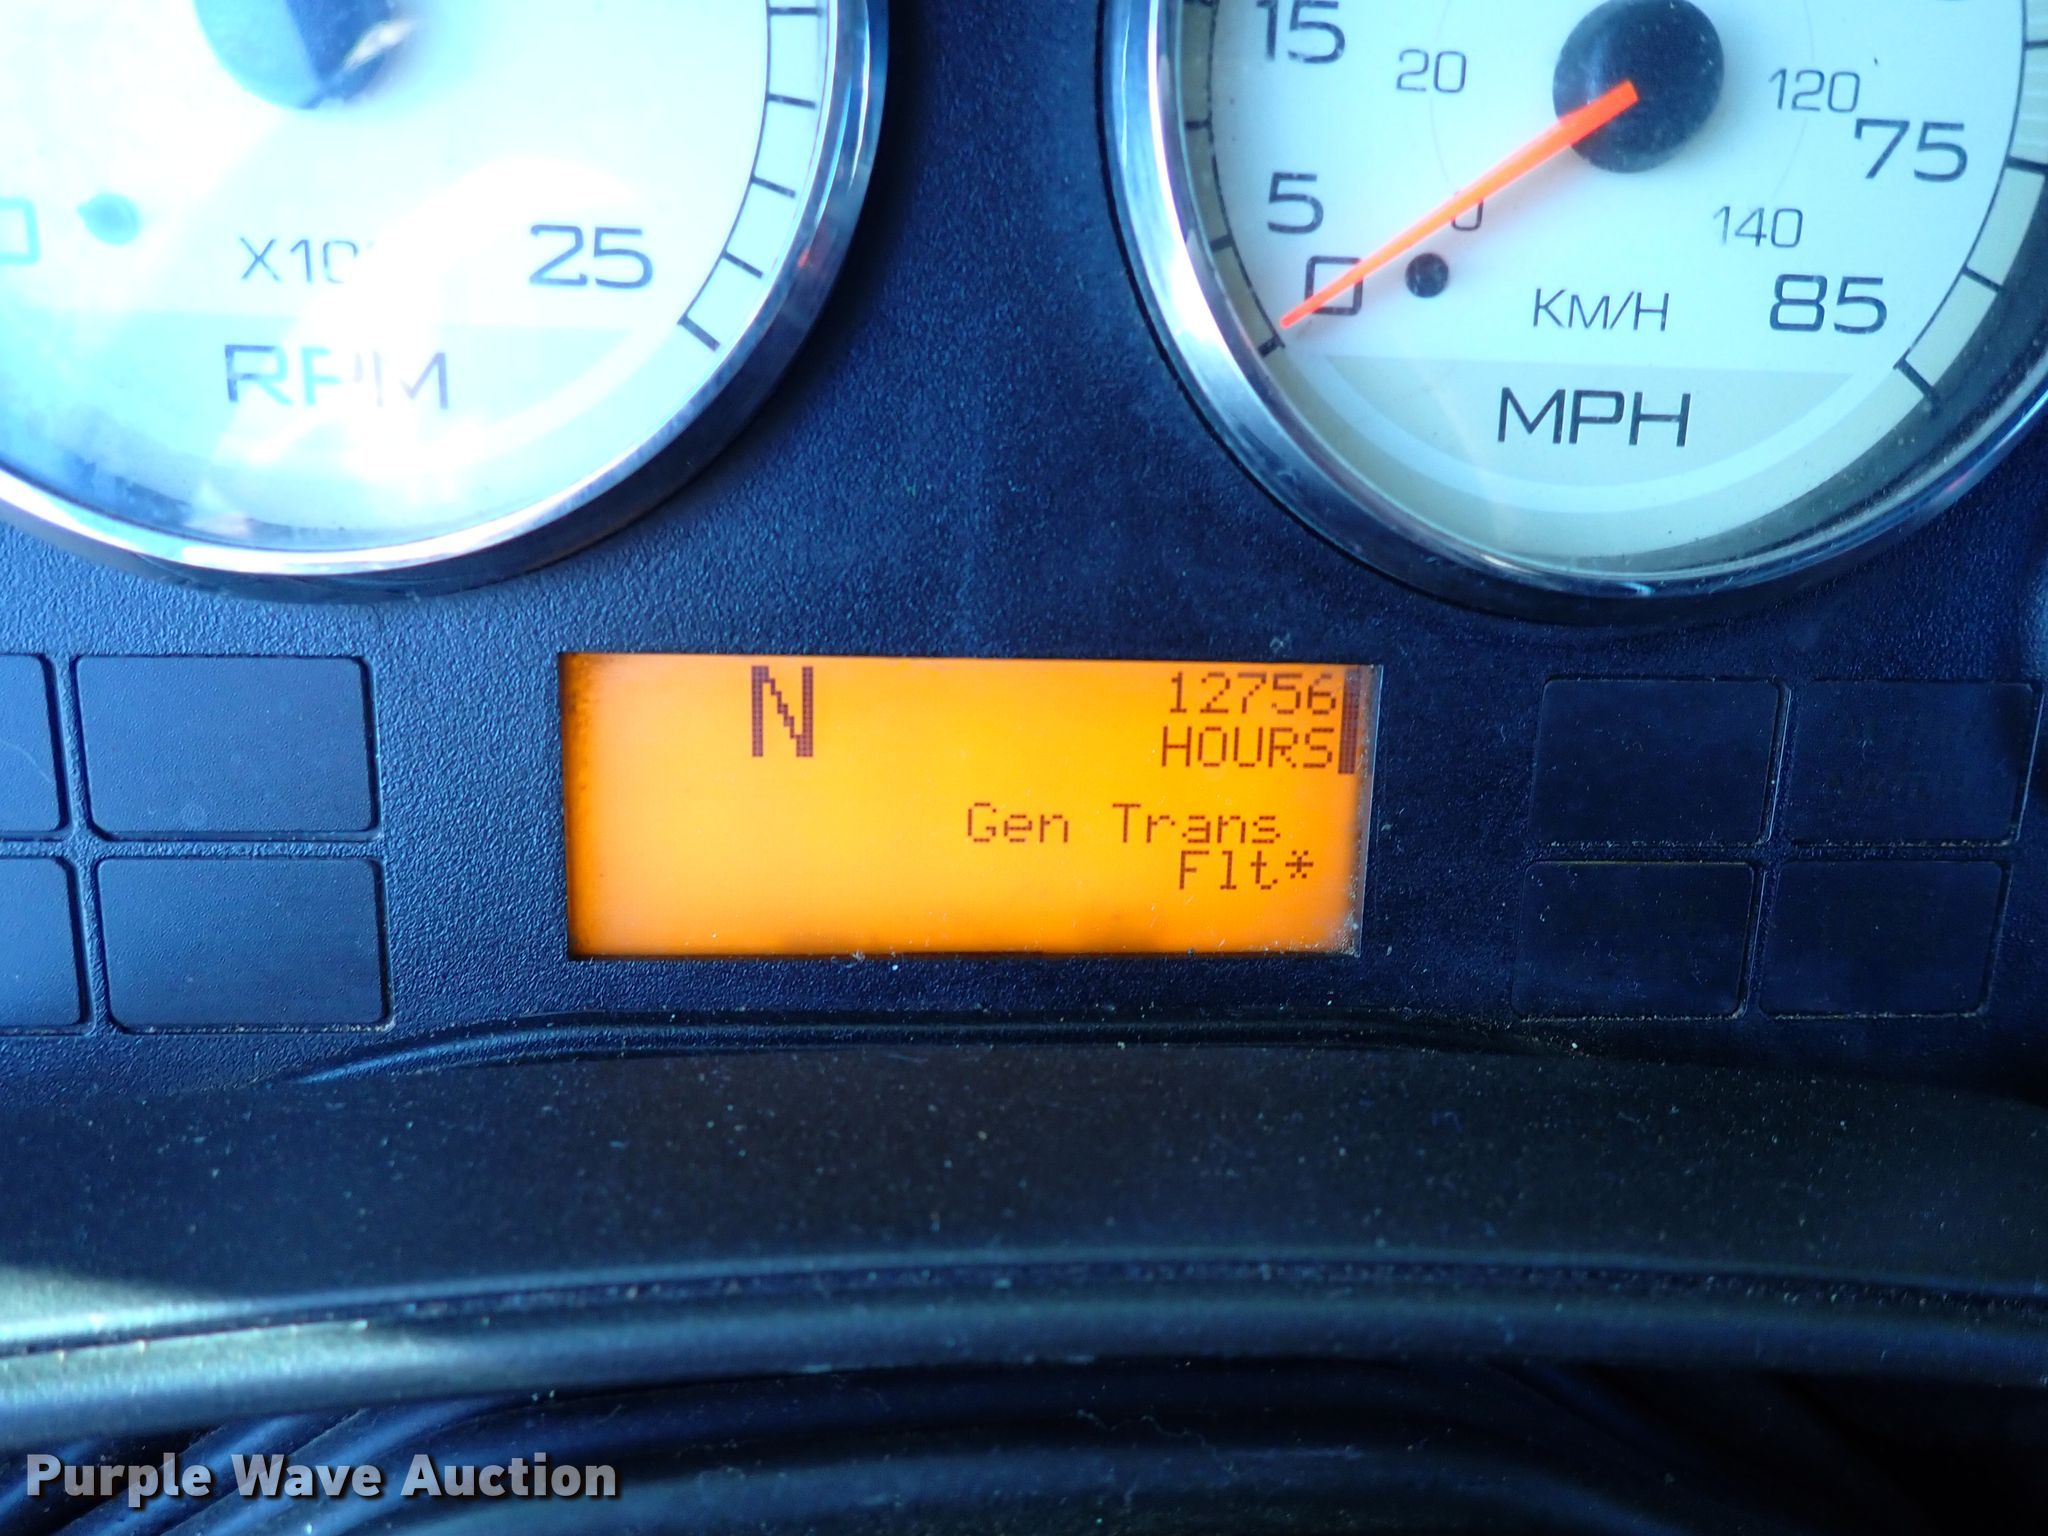 15
20
120
75
5
0
0
140
KM/H
85
MPH
25
RPM
N
12756
HOURS
Gen Trans
Flt*
Purple Wave Auction